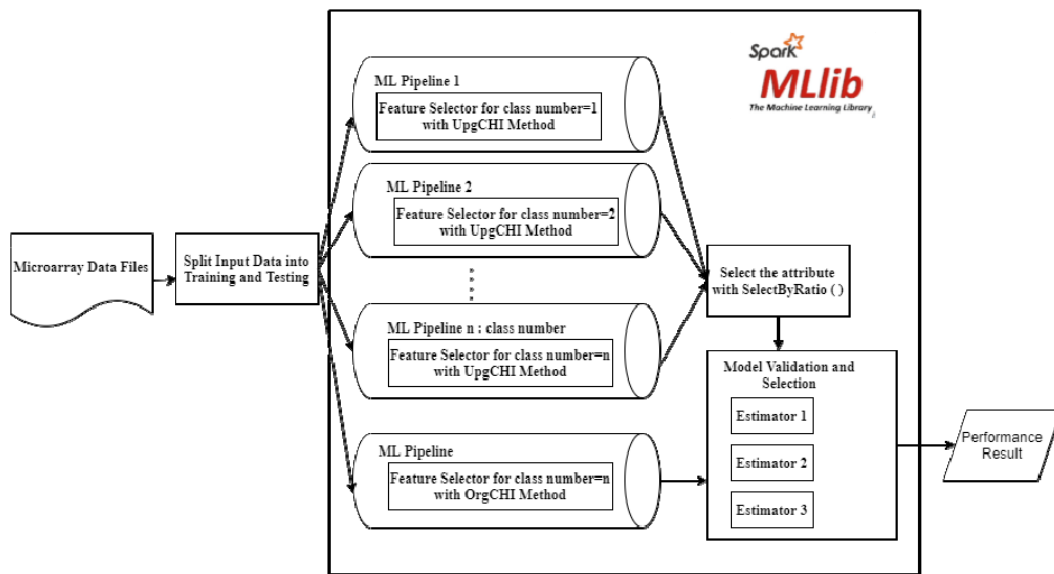 Microarray Data Files
Split Input Data into
Training and Testing
ML Pipeline 1
Feature Selector for class number=1
with UpgCHI Method
ML Pipeline 2
Feature Selector for class number=2
with UpgCHI Method
ML Pipeline n : class number
Feature Selector for class number=n
with UpgCHI Method
ML Pipeline
Feature Selector for class number=n
with OrgCHI Method
Spark
MLlib
The Machine Learning Library
Select the attribute
with SelectByRatio ( )
Model Validation and
Selection
Estimator 1
Estimator 2
Estimator 3
Performance
Result